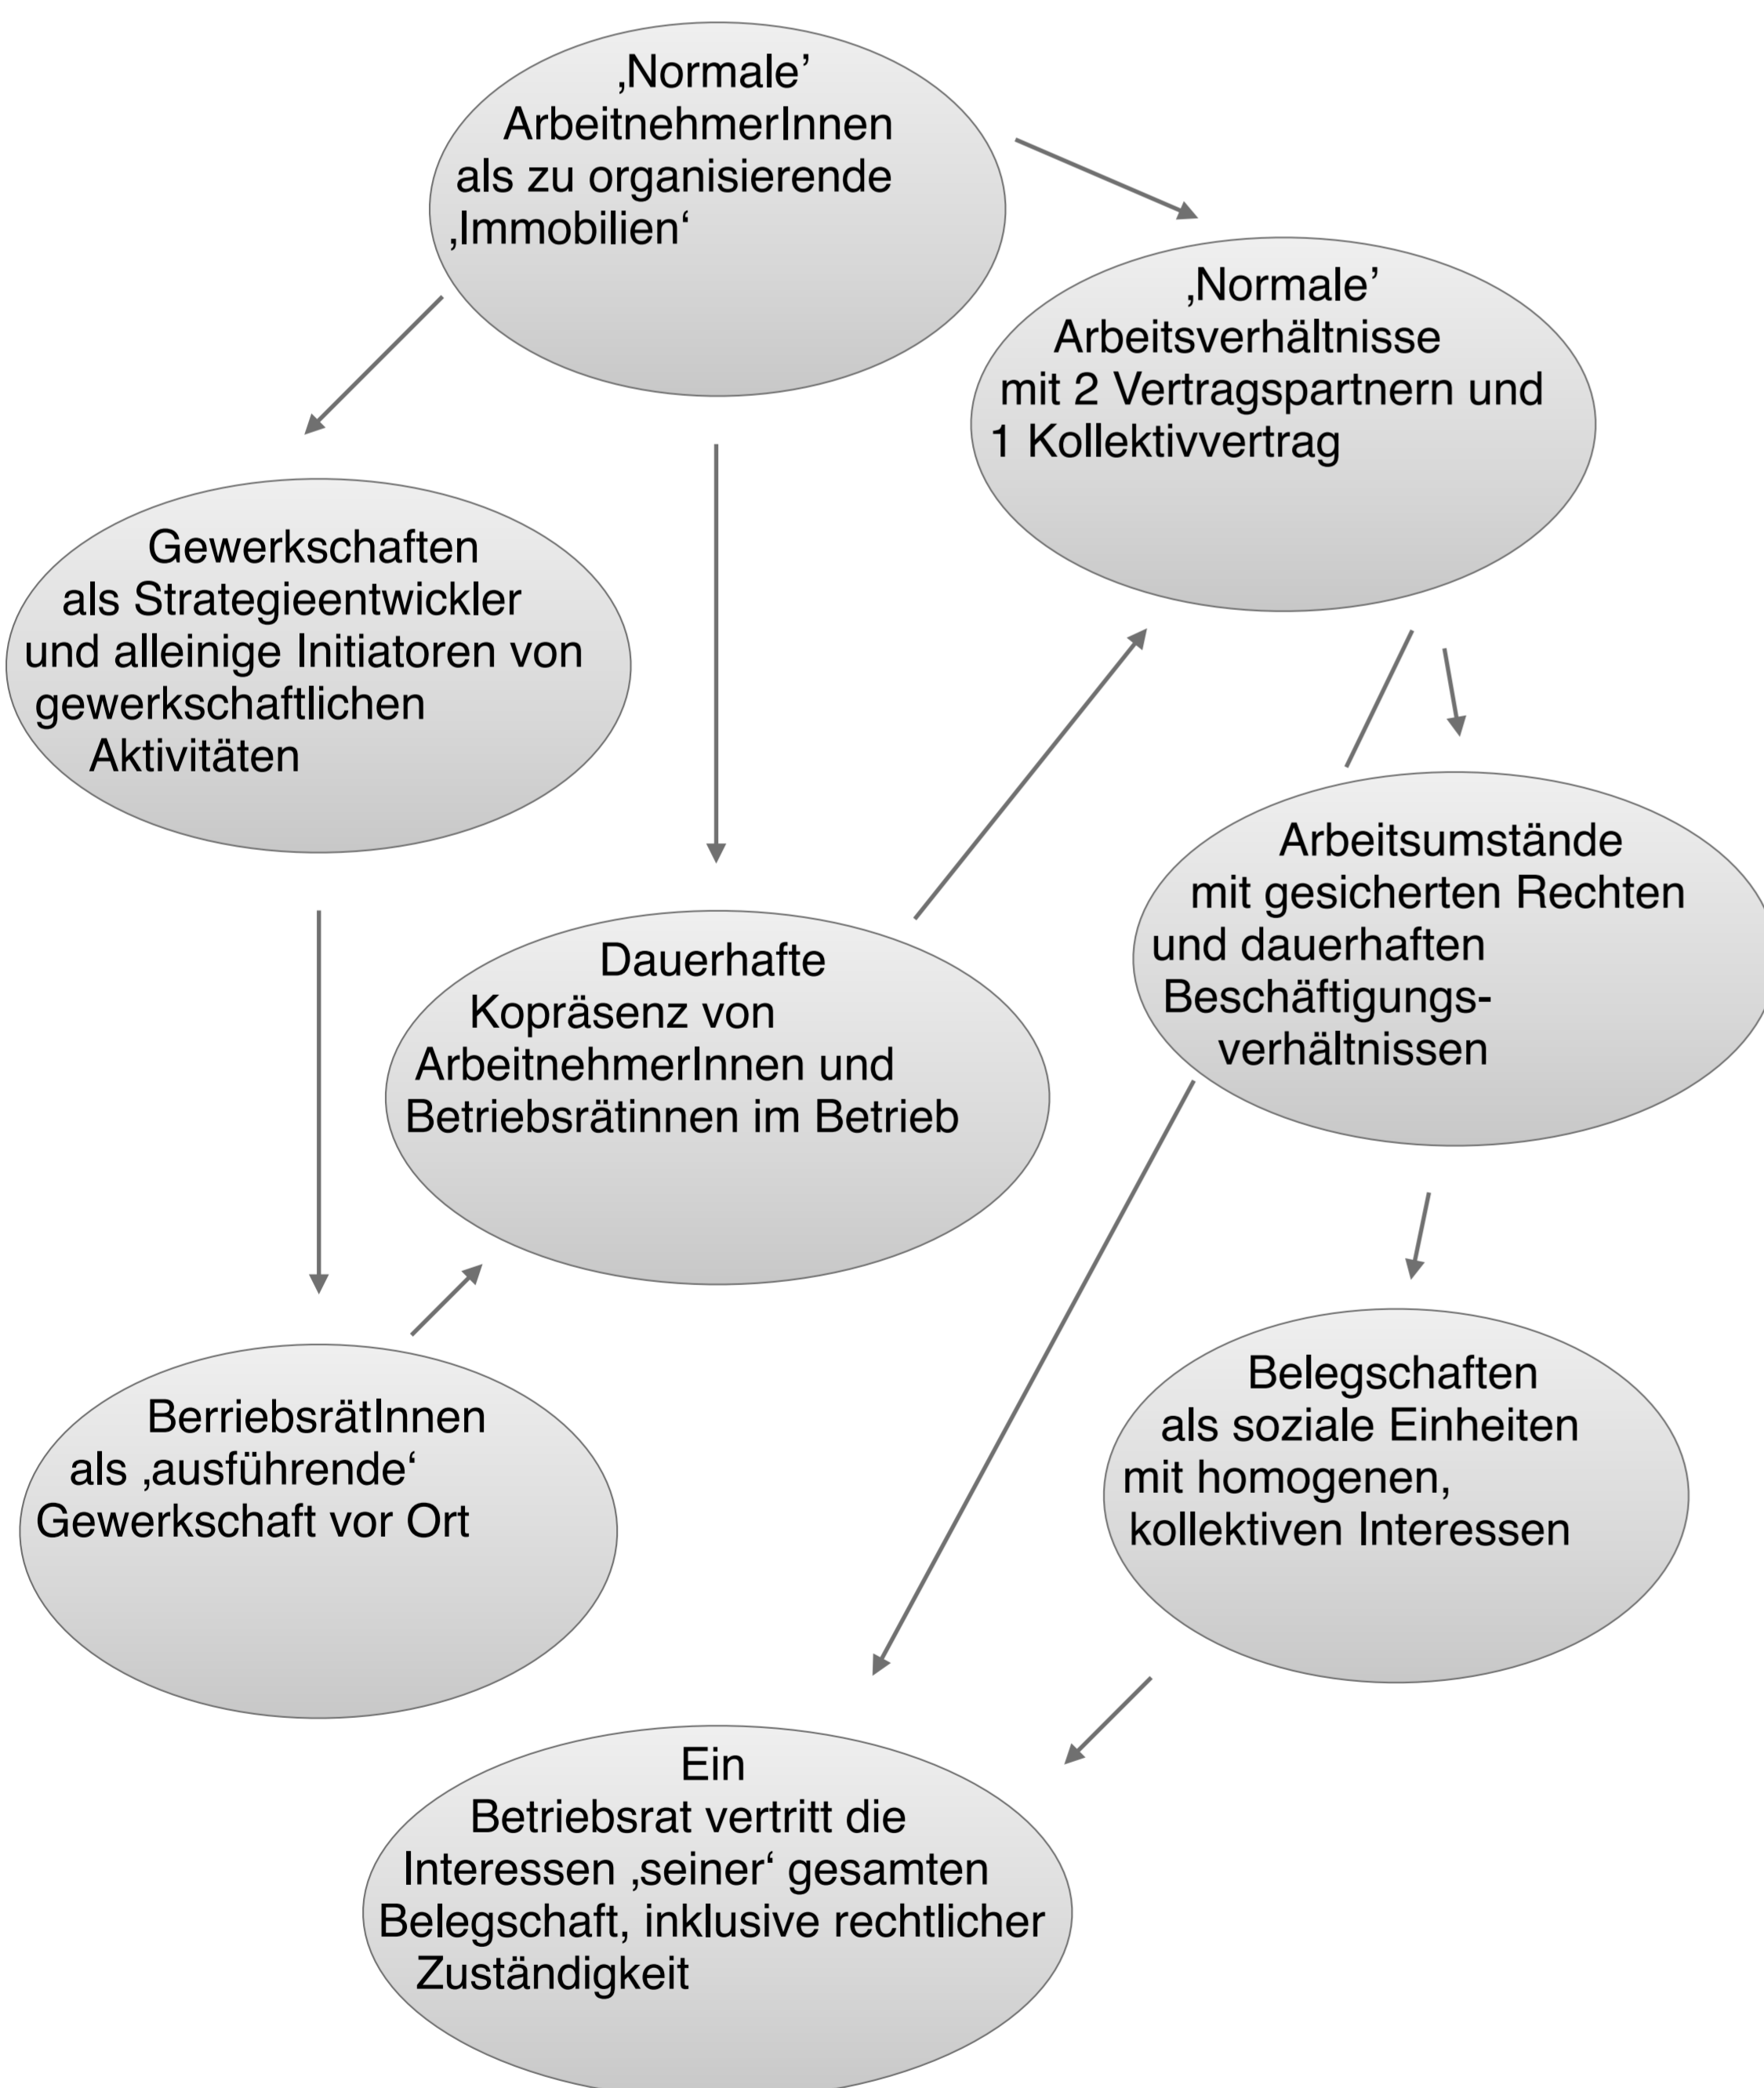 ‚Normale’
ArbeitnehmerInnen
als zu organisierende
‚Immobilien‘
‚Normale’
Arbeitsverhältnisse
mit 2 Vertragspartnern und
1 Kollektivvertrag
Gewerkschaften
als Strategieentwickler
und alleinige Initiatoren von
gewerkschaftlichen
Aktivitäten
Arbeitsumstände
mit gesicherten Rechten
und dauerhaften
Beschäftigungs-
verhältnissen
Dauerhafte
Kopräsenz von
ArbeitnehmerInnen und
Betriebsrätinnen im Betrieb
BerriebsrätInnen
als ‚ausführende‘
Gewerkschaft vor Ort
Belegschaften
als soziale Einheiten
mit homogenen,
kollektiven Interessen
Ein
Betriebsrat vertritt die
Interessen ‚seiner‘ gesamten
Belegschaft, inklusive rechtlicher
Zuständigkeit